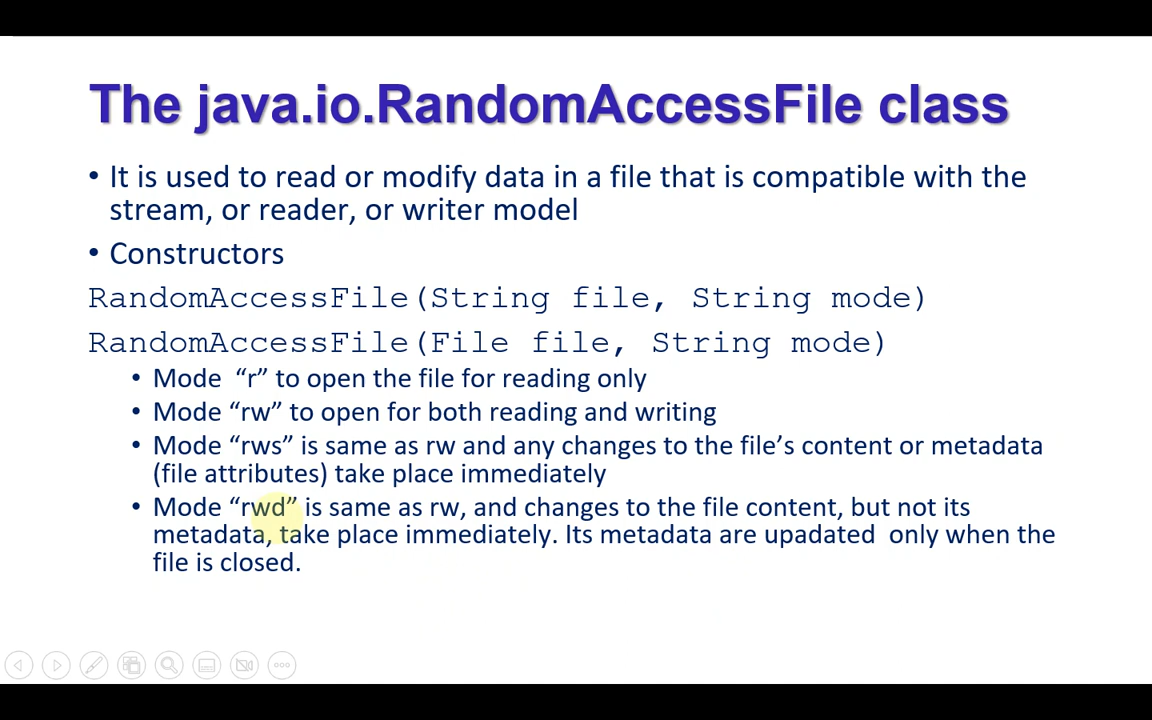 The java.io.RandomAccessFile class
• It is used to read or modify data in a file that is compatible with the
stream, or reader, or writer model
• Constructors
RandomAccessFile(String file, String mode)
RandomAccessFile(File file, String mode)
• Mode “r” to open the file for reading only
• Mode “rw” to open for both reading and writing
• Mode “rws” is same as rw and any changes to the file’s content or metadata
(file attributes) take place immediately
• Mode “rwd” is same as rw, and changes to the file content, but not its
metadata, take place immediately. Its metadata are upadated only when the
file is closed.